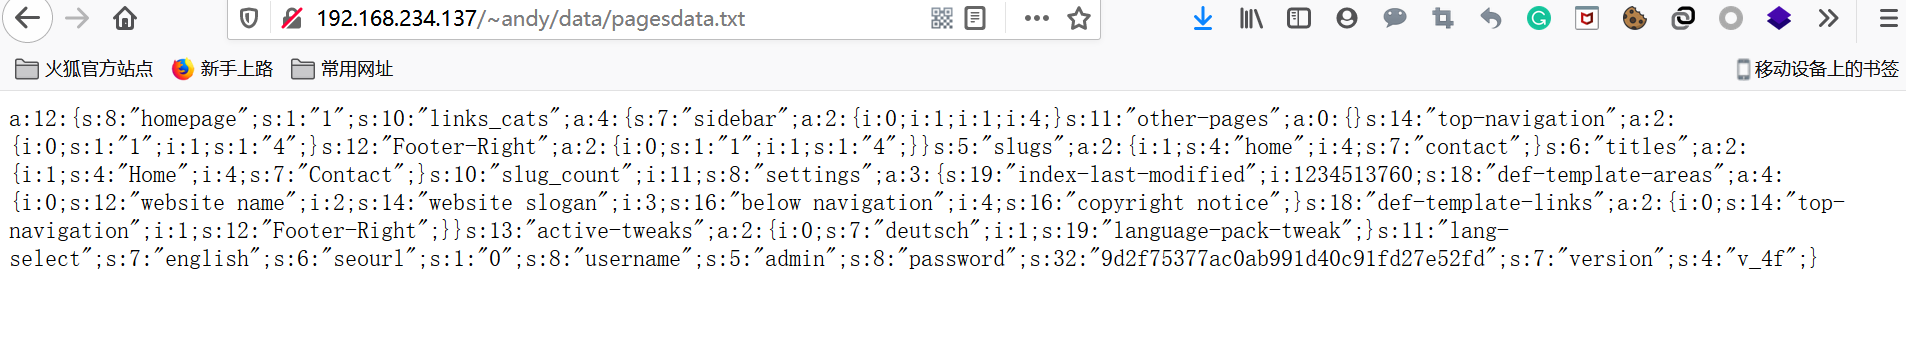 192.168.234.137/~andy/data/pagesdata.txt
火狐官方站点 新手上路 常用网址 移动设备上的书签
a:12:{s:8:"homepage";s:1:"1";s:10:"links_cats";a:4:{s:7:"sidebar";a:2:{i:0;i:1;i:1;i:4;}s:11:"other-pages";a:0:{}s:14:"top-navigation";a:2:
{i:0;s:1:"1";i:1;s:1:"4";}s:12:"Footer-Right";a:2:{i:0;s:1:"1";i:1;s:1:"4";}}s:5:"slugs";a:2:{i:1;s:4:"home";i:4;s:7:"contact";}s:6:"titles";a:2:
{i:1;s:4:"Home";i:4;s:7:"Contact";}s:10:"slug_count";i:11;s:8:"settings";a:3:{s:19:"index-last-modified";i:1234513760;s:18:"def-template-areas";a:4:
{i:0;s:12:"website name";i:2;s:14:"website slogan";i:3;s:16:"below navigation";i:4;s:16:"copyright notice";}s:18:"def-template-links";a:2:{i:0;s:14:"top-
navigation";i:1;s:12:"Footer-Right";}}s:13:"active-tweaks";a:2:{i:0;s:7:"deutsch";i:1;s:19:"language-pack-tweak";}s:11:"lang-
select";s:7:"english";s:6:"seourl";s:1:"0";s:8:"username";s:5:"admin";s:8:"password";s:32:"9d2f75377ac0ab991d40c91fd27e52fd";s:7:"version";s:4:"v_4f";}